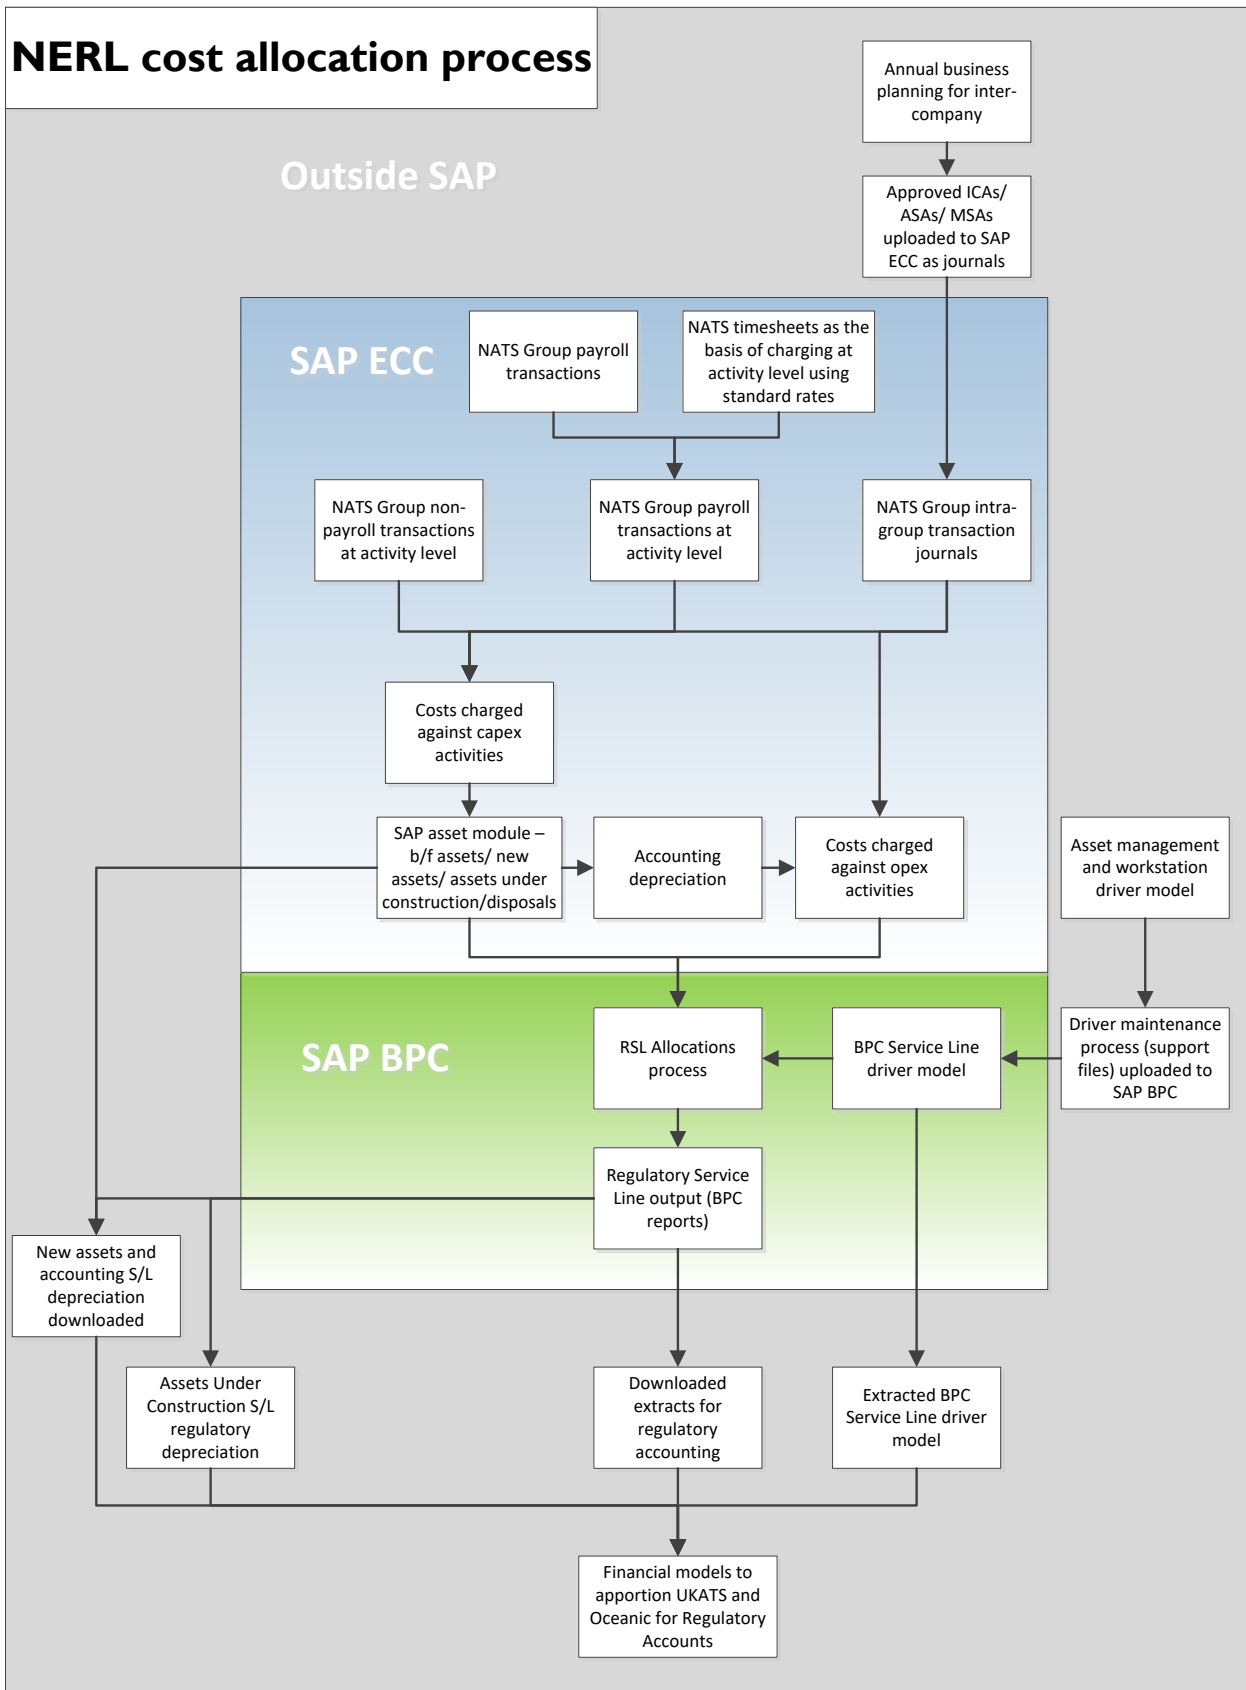 NERL cost allocation process
Annual business
planning for inter-
company
Outside SAP
Approved ICAs/
ASAs/ MSAs
uploaded to SAP
ECC as journals
SAP ECC
NATS Group payroll
transactions
NATS timesheets as the
basis of charging at
activity level using
standard rates
NATS Group non-
payroll transactions
at activity level
NATS Group payroll
transactions at
activity level
NATS Group intra-
group transaction
journals
Costs charged
against capex
activities
SAP asset module –
b/f assets/ new
assets/ assets under
construction/disposals
Accounting
depreciation
Costs charged
against opex
activities
Asset management
and workstation
driver model
SAP BPC
RSL Allocations
process
BPC Service Line
driver model
Driver maintenance
process (support
files) uploaded to
SAP BPC
Regulatory Service
Line output (BPC
reports)
New assets and
accounting S/L
depreciation
downloaded
Assets Under
Construction S/L
regulatory
depreciation
Downloaded
extracts for
regulatory
accounting
Extracted BPC
Service Line driver
model
Financial models to
apportion UKATS and
Oceanic for Regulatory
Accounts